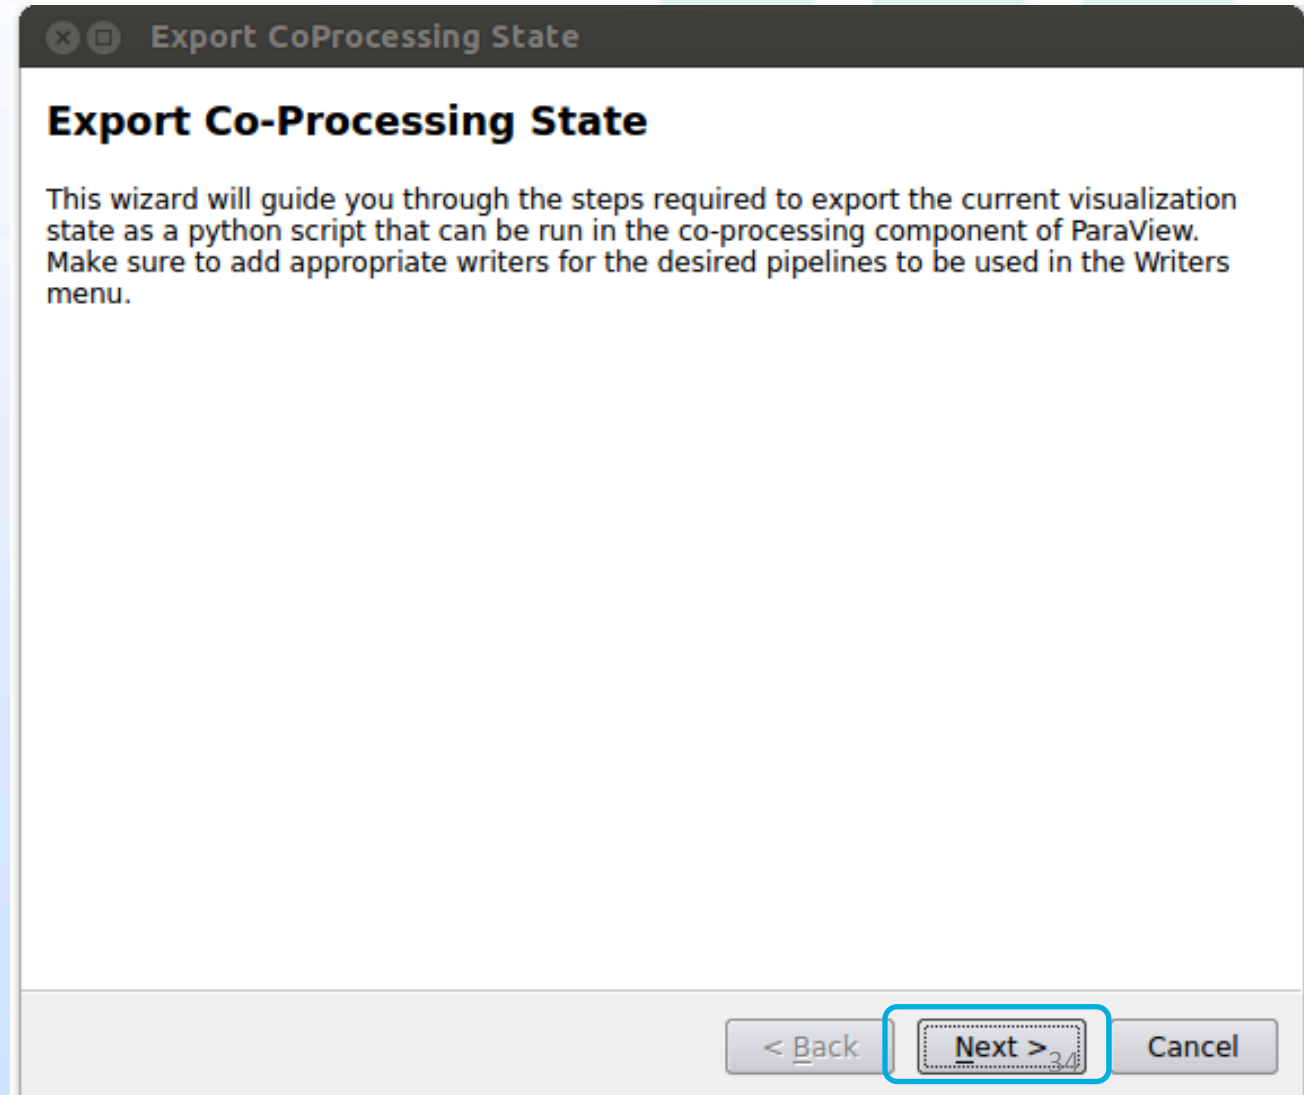 Export CoProcessing State
Export Co-Processing State
This wizard will guide you through the steps required to export the current visualization
state as a python script that can be run in the co-processing component of ParaView.
Make sure to add appropriate writers for the desired pipelines to be used in the Writers
menu.
< Back Next > 34 Cancel